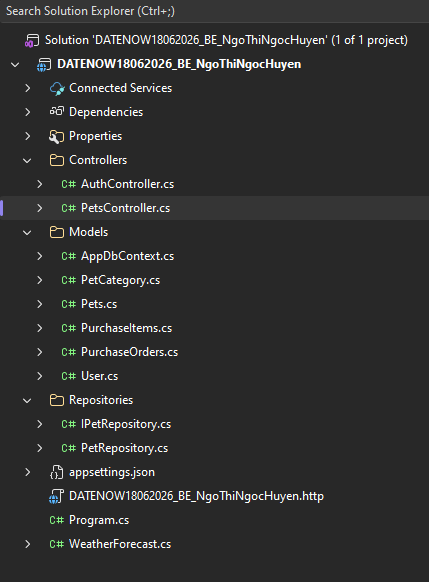 Search Solution Explorer (Ctrl+;)
Solution 'DATENOW18062026_BE_NgoThiNgocHuyen' (1 of 1 project)
DATENOW18062026_BE_NgoThiNgocHuyen
Connected Services
Dependencies
Properties
Controllers
C# AuthController.cs
C# PetsController.cs
Models
C# AppDbContext.cs
C# PetCategory.cs
C# Pets.cs
C# PurchaseItems.cs
C# PurchaseOrders.cs
C# User.cs
Repositories
C# IPetRepository.cs
C# PetRepository.cs
appsettings.json
DATENOW18062026_BE_NgoThiNgocHuyen.http
C# Program.cs
C# WeatherForecast.cs